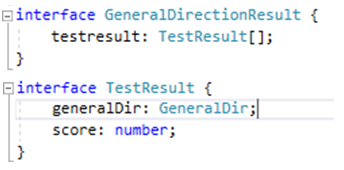 interface GeneralDirectionResult {
    testresult: TestResult[];
}
interface TestResult {
    generalDir: GeneralDir;
    score: number;
}